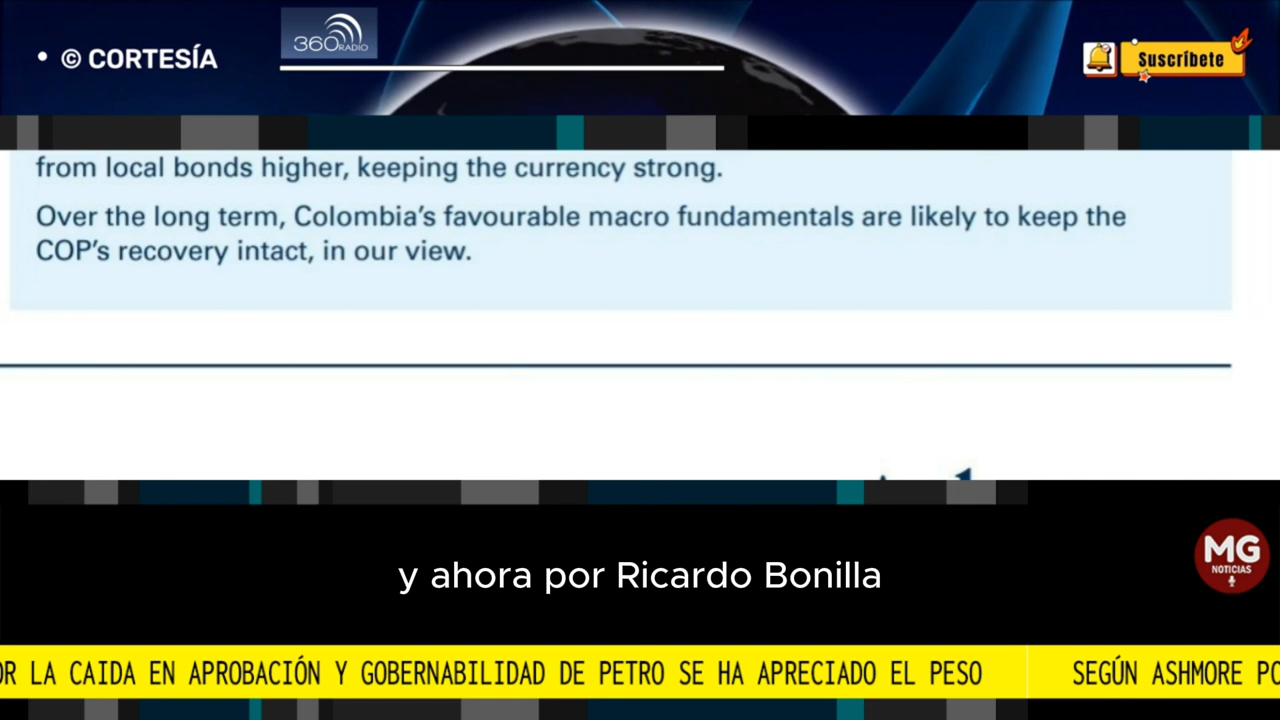 • © CORTESÍA
360 RADIO
Suscríbete
from local bonds higher, keeping the currency strong.
Over the long term, Colombia's favourable macro fundamentals are likely to keep the
COP's recovery intact, in our view.
y ahora por Ricardo Bonilla
MG
NOTICIAS
OR LA CAIDA EN APROBACIÓN Y GOBERNABILIDAD DE PETRO SE HA APRECIADO EL PESO SEGÚN ASHMORE PO